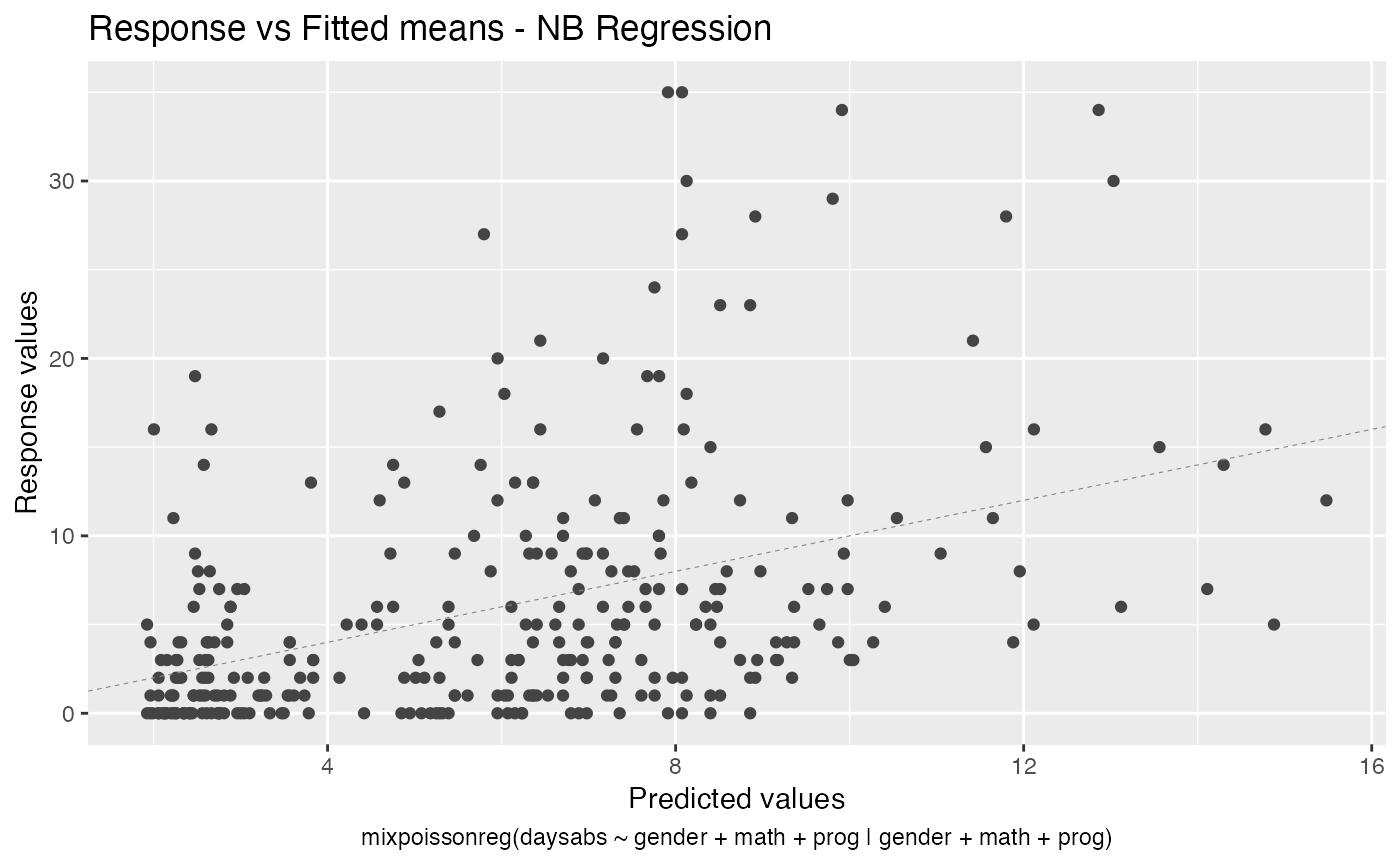 Response vs Fitted means - NB Regression
30
20
10
0
Response values
4 8 12 16
Predicted values
mixpoissonreg(daysabs ~ gender + math + prog | gender + math + prog)